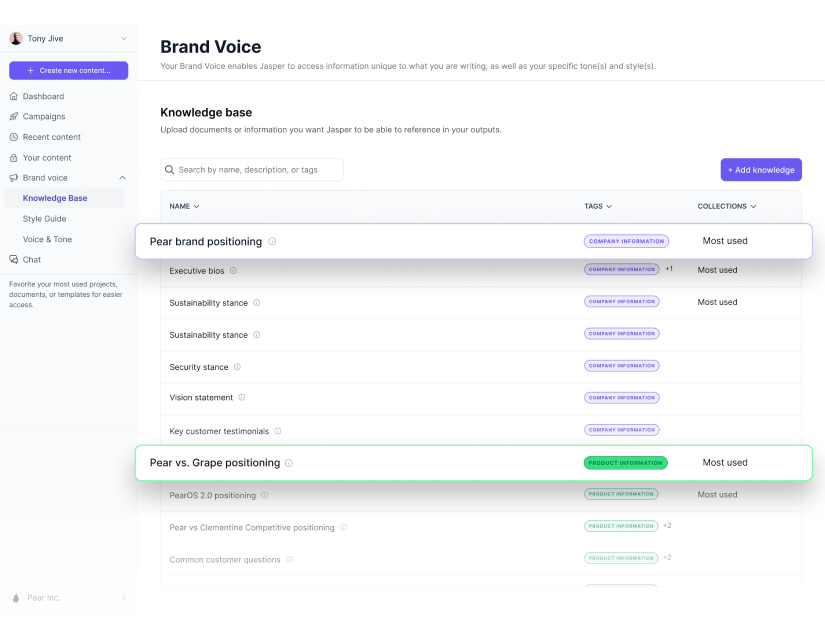 Tony Jive
+ Create new content...
Dashboard
Campaigns
Recent content
Your content
Brand voice
Knowledge Base
Style Guide
Voice & Tone
Chat
Favorite your most used projects,
documents, or templates for easier
access.
Pear Inc.
Brand Voice
Your Brand Voice enables Jasper to access information unique to what you are writing, as well as your specific tone(s) and style(s).
Knowledge base
Upload documents or information you want Jasper to be able to reference in your outputs.
Search by name, description, or tags
+ Add knowledge
NAME TAGS COLLECTIONS
Pear brand positioning COMPANY INFORMATION Most used
Executive bios COMPANY INFORMATION +1 Most used
Sustainability stance COMPANY INFORMATION Most used
Sustainability stance COMPANY INFORMATION
Security stance COMPANY INFORMATION
Vision statement COMPANY INFORMATION
Key customer testimonials COMPANY INFORMATION
Pear vs. Grape positioning PRODUCT INFORMATION Most used
PearOS 2.0 positioning PRODUCT INFORMATION Most used
Pear vs Clementine Competitive positioning PRODUCT INFORMATION +2
Common customer questions PRODUCT INFORMATION +2